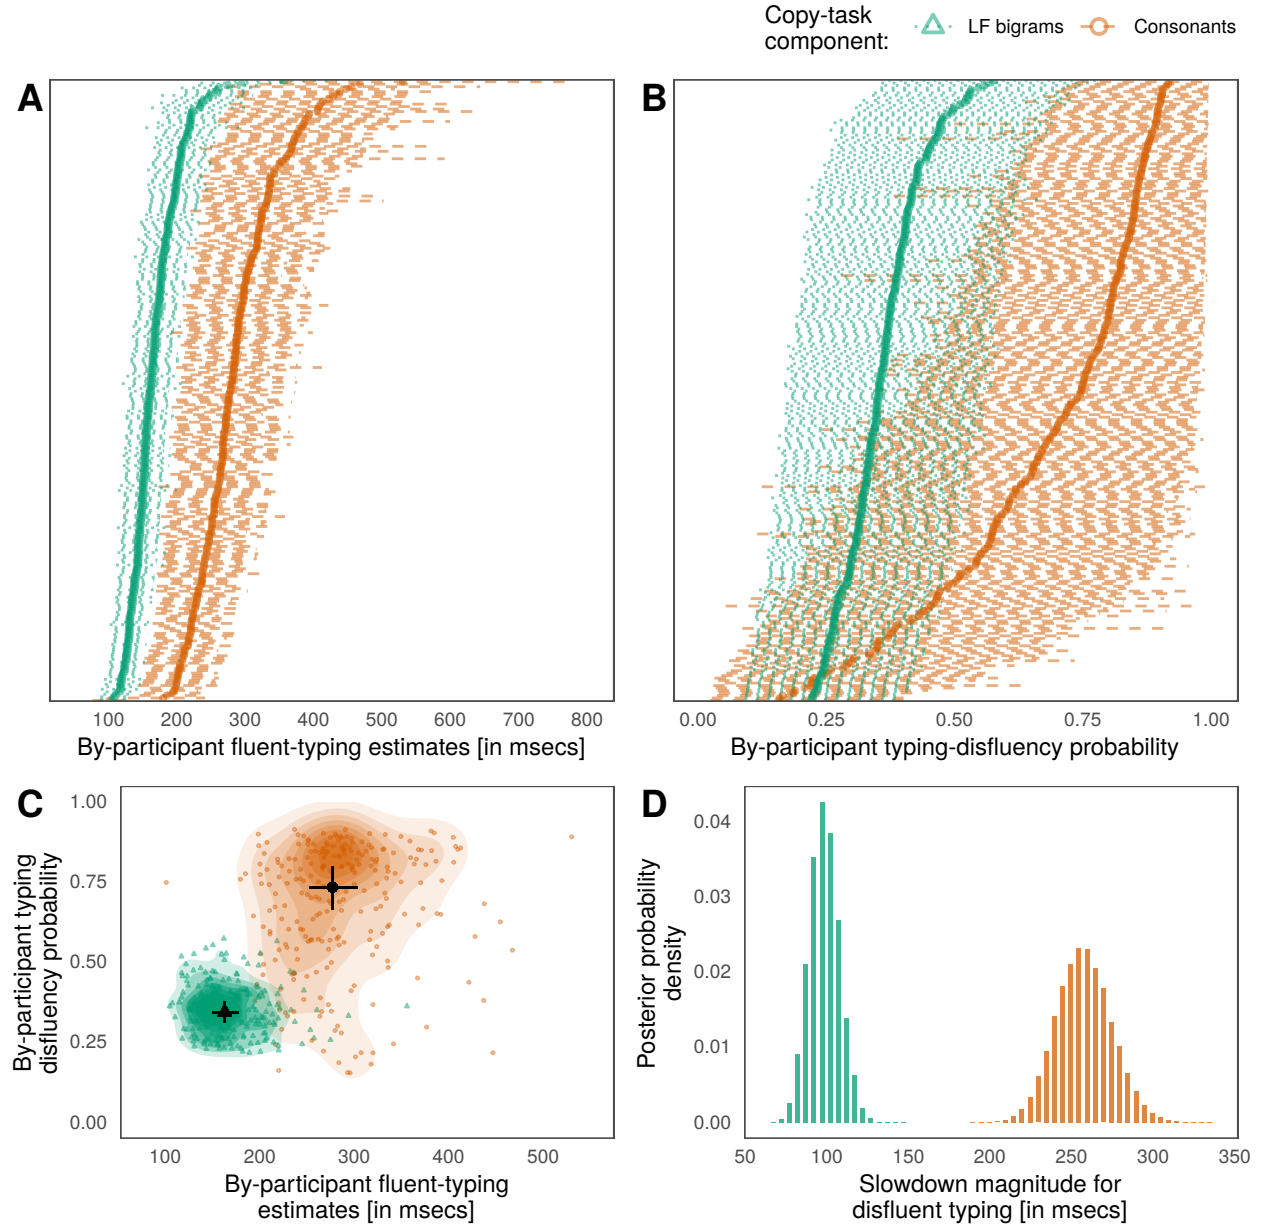 Copy-task
component:
LF bigrams
Consonants
A
B
100 200 300 400 500 600 700 800
By-participant fluent-typing estimates [in msecs]
0.00 0.25 0.50 0.75 1.00
By-participant typing-disfluency probability
C
1.00
0.75
0.50
0.25
0.00
By-participant typing
disfluency probability
100 200 300 400 500
By-participant fluent-typing
estimates [in msecs]
D
0.04
0.03
0.02
0.01
0.00
Posterior probability
density
50 100 150 200 250 300 350
Slowdown magnitude for
disfluent typing [in msecs]